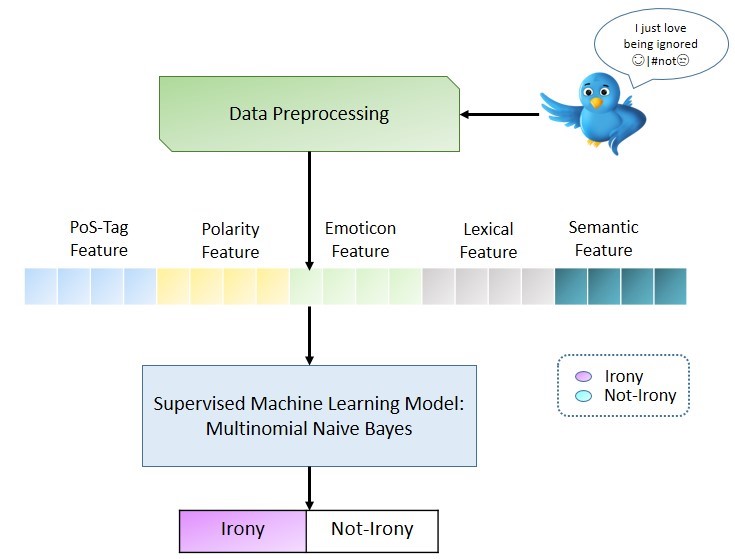 I just love
being ignored
☺|#not😒
Data Preprocessing
PoS-Tag
Feature
Polarity
Feature
Emoticon
Feature
Lexical
Feature
Semantic
Feature
Supervised Machine Learning Model:
Multinomial Naive Bayes
Irony
Not-Irony
Irony
Not-Irony